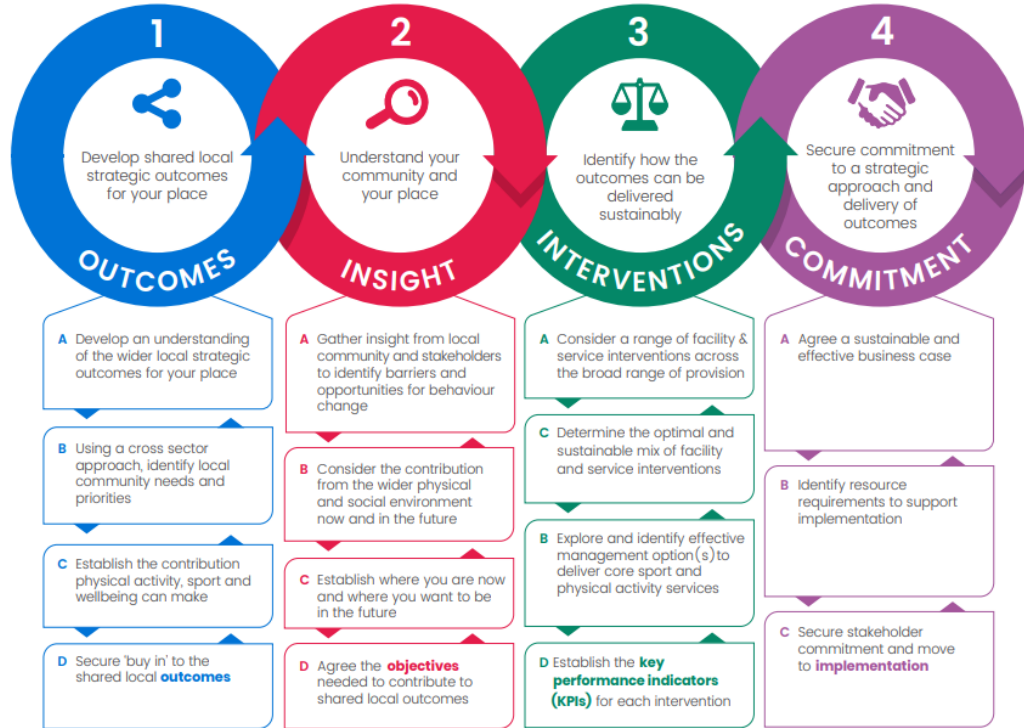 1
Develop shared local
strategic outcomes
for your place
OUTCOMES
A Develop an understanding
of the wider local strategic
outcomes for your place
B Using a cross sector
approach, identify local
community needs and
priorities
C Establish the contribution
physical activity, sport and
wellbeing can make
D Secure 'buy in' to the
shared local outcomes
2
Understand your
community and
your place
INSIGHT
A Gather insight from local
community and stakeholders
to identify barriers and
opportunities for behaviour
change
B Consider the contribution
from the wider physical
and social environment
now and in the future
C Establish where you are now
and where you want to be
in the future
D Agree the objectives
needed to contribute to
shared local outcomes
3
Identify how the
outcomes can be
delivered
sustainably
INTERVENTIONS
A Consider a range of facility &
service interventions across
the broad range of provision
C Determine the optimal and
sustainable mix of facility
and service interventions
B Explore and identify effective
management option(s)to
deliver core sport and
physical activity services
D Establish the key
performance indicators
(KPIs) for each intervention
4
Secure commitment
to a strategic
approach and
delivery of
outcomes
COMMITMENT
A Agree a sustainable and
effective business case
B Identify resource
requirements to support
implementation
C Secure stakeholder
commitment and move
to implementation